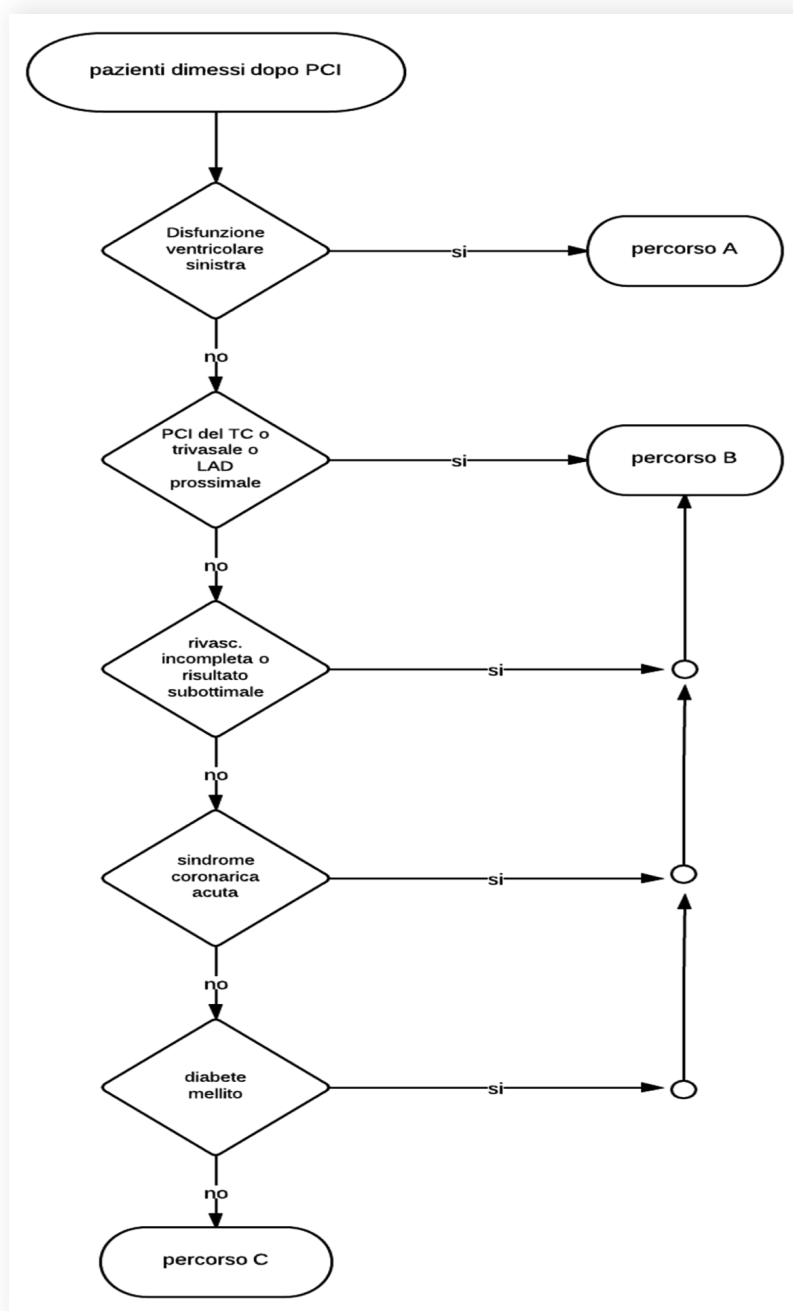 pazienti dimessi dopo PCI
Disfunzione
ventricolare
sinistra
si
percorso A
no
PCI del TC o
trivasale o
LAD
prossimale
si
percorso B
no
rivasc.
incompleta o
risultato
subottimale
si
no
sindrome
coronarica
acuta
si
no
diabete
mellito
si
no
percorso C